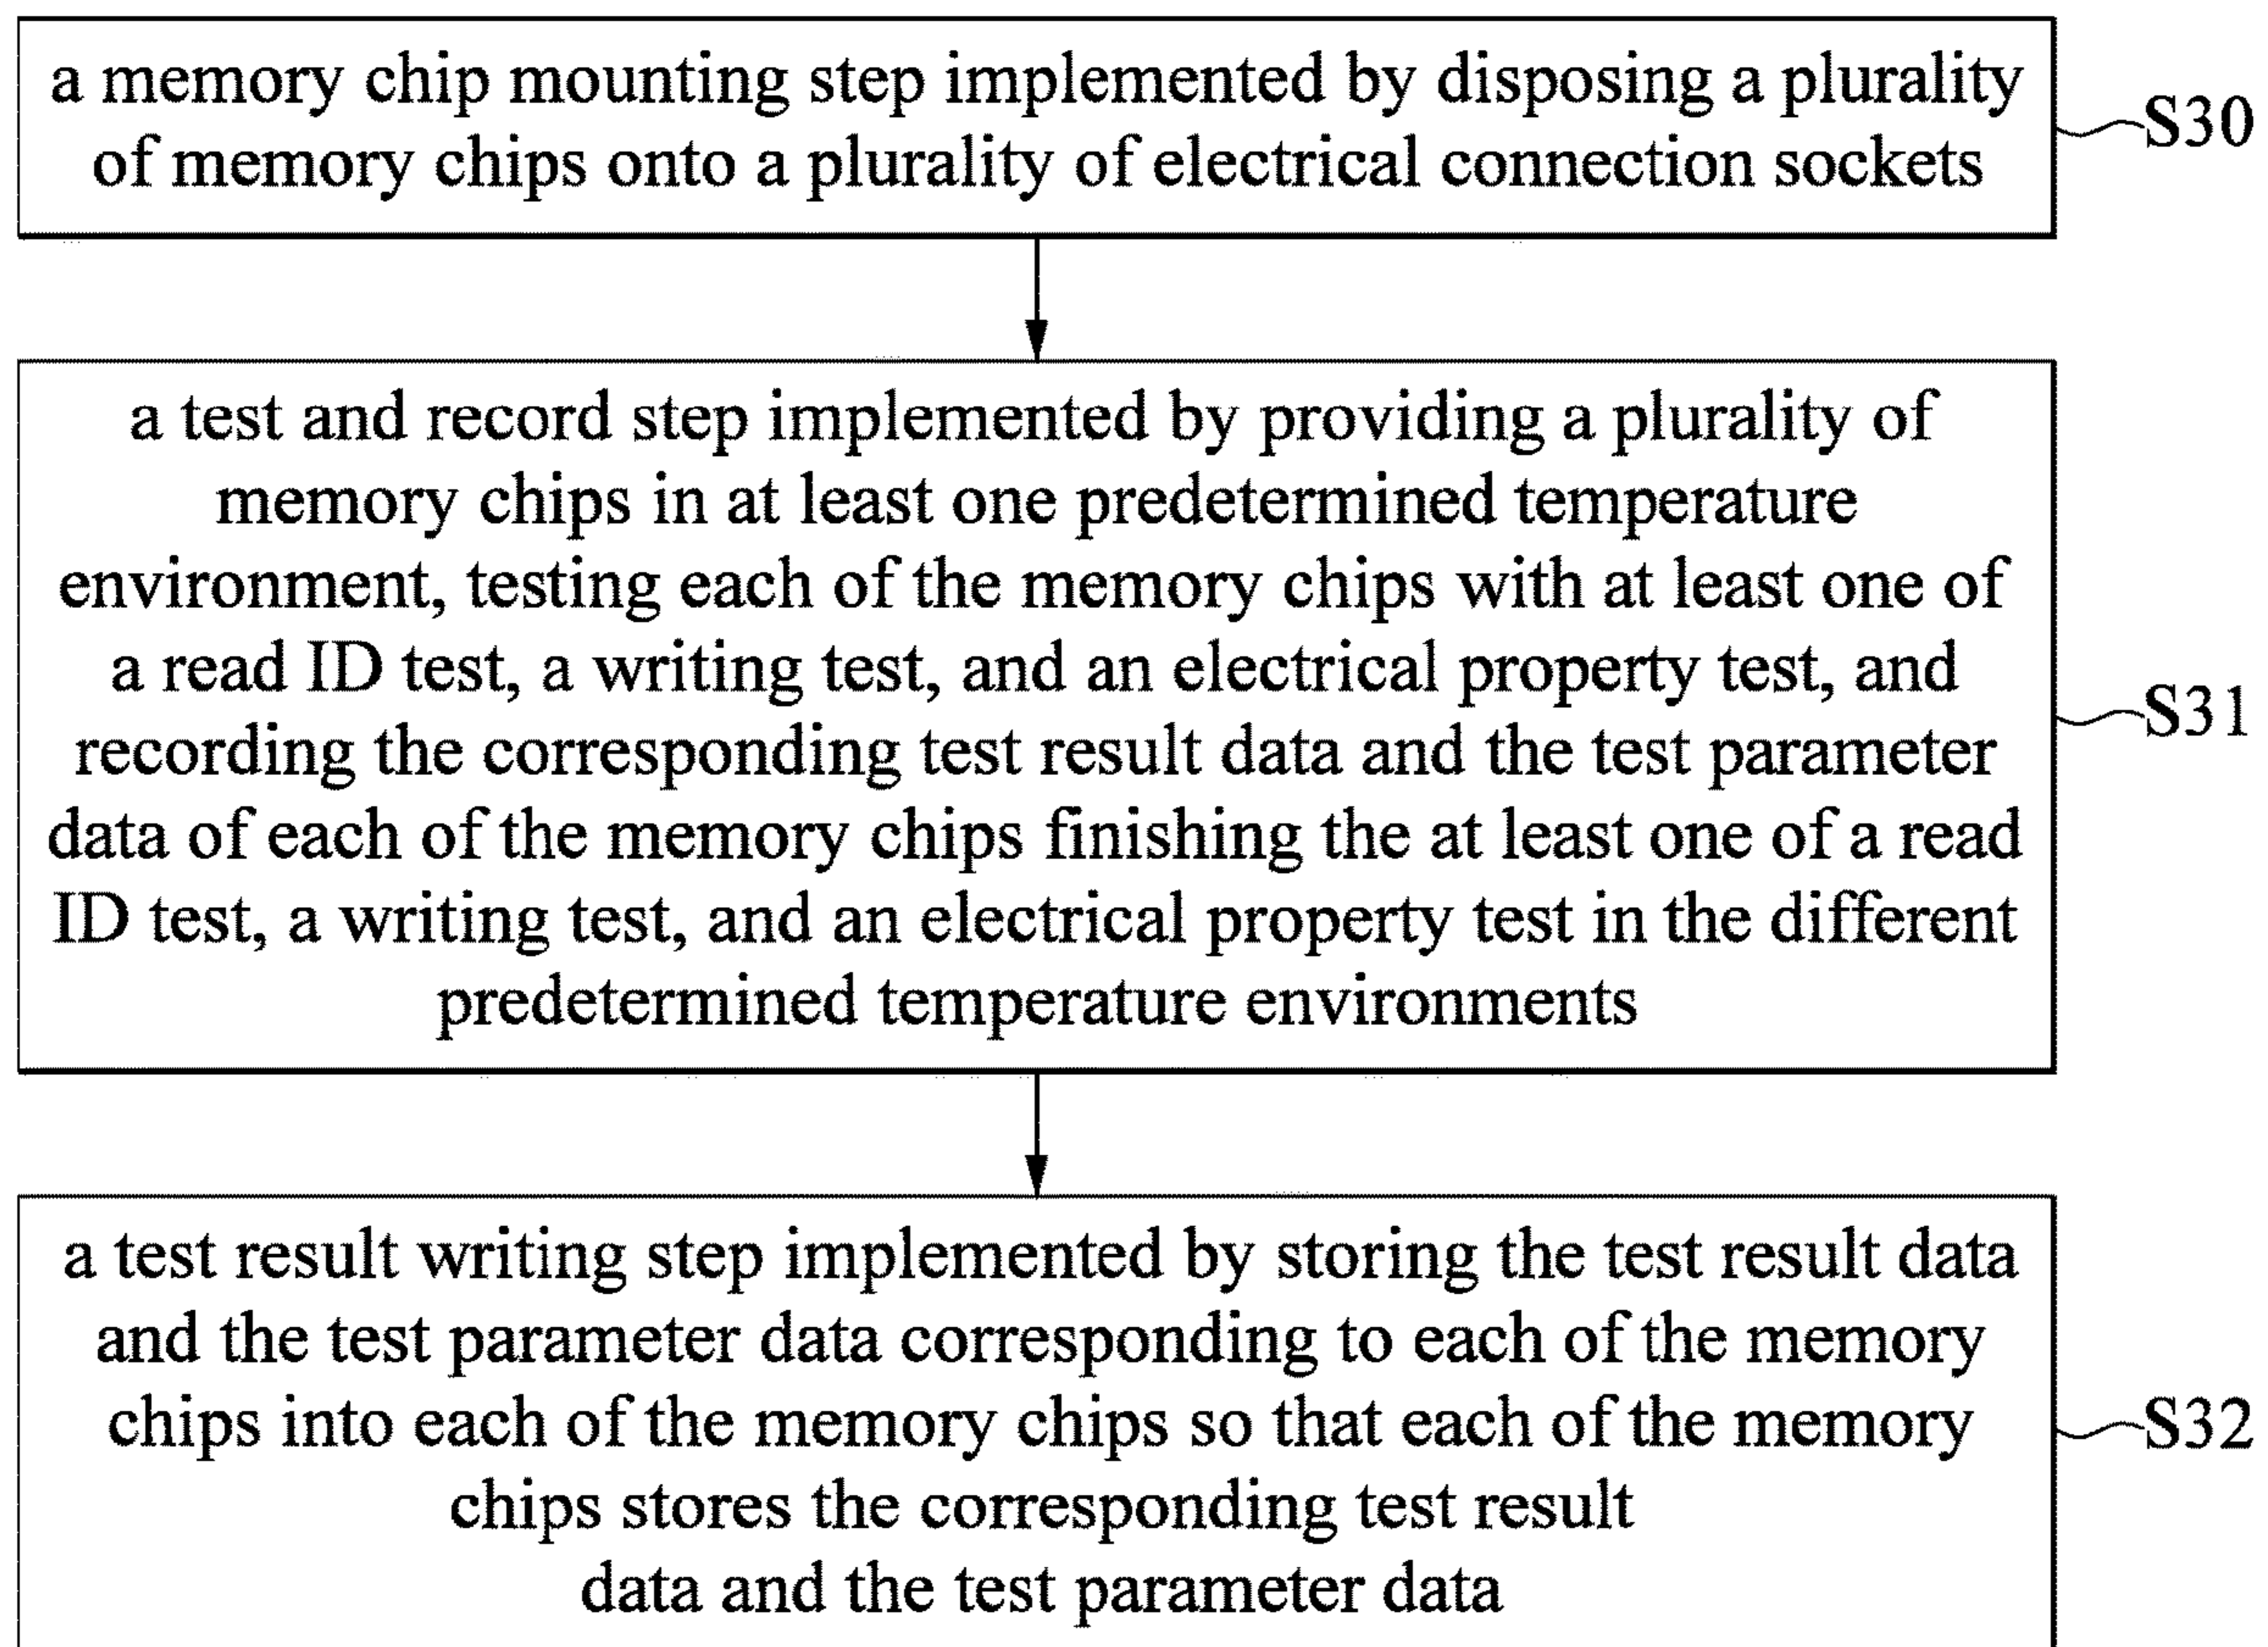 a memory chip mounting step implemented by disposing a plurality
of memory chips onto a plurality of electrical connection sockets
S30
a test and record step implemented by providing a plurality of
memory chips in at least one predetermined temperature
environment, testing each of the memory chips with at least one of
a read ID test, a writing test, and an electrical property test, and
recording the corresponding test result data and the test parameter
data of each of the memory chips finishing the at least one of a read
ID test, a writing test, and an electrical property test in the different
predetermined temperature environments
S31
a test result writing step implemented by storing the test result data
and the test parameter data corresponding to each of the memory
chips into each of the memory chips so that each of the memory
chips stores the corresponding test result
data and the test parameter data
S32